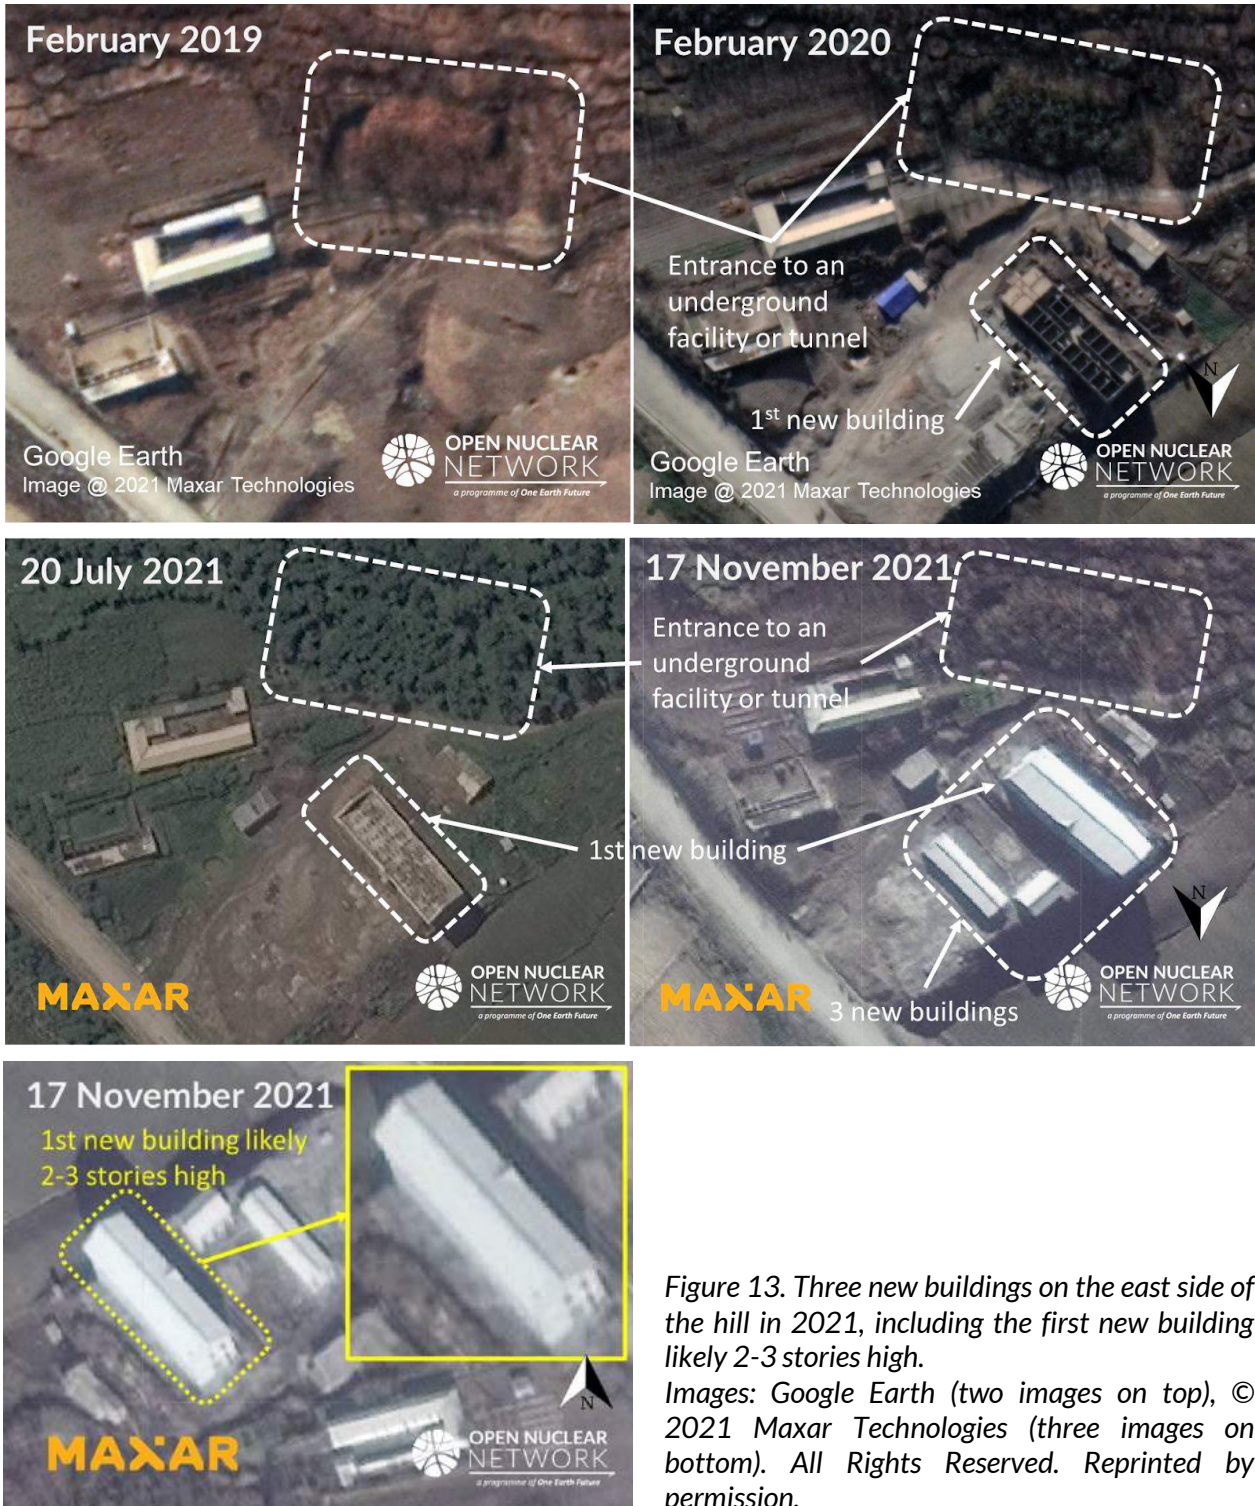 February 2019
Google Earth
Image @ 2021 Maxar Technologies
OPEN NUCLEAR
NETWORK
a programme of One Earth Future
February 2020
Entrance to an
underground
facility or tunnel
1st new building
N
Google Earth
Image @ 2021 Maxar Technologies
OPEN NUCLEAR
NETWORK
a programme of One Earth Future
20 July 2021
MAXAR
OPEN NUCLEAR
NETWORK
a programme of One Earth Future
17 November 2021
Entrance to an
underground
facility or tunnel
1st new building
N
MAXAR
3 new buildings
OPEN NUCLEAR
NETWORK
a programme of One Earth Future
17 November 2021
1st new building likely
2-3 stories high
N
MAXAR
OPEN NUCLEAR
NETWORK
a programme of One Earth Future
Figure 13. Three new buildings on the east side of
the hill in 2021, including the first new building
likely 2-3 stories high.
Images: Google Earth (two images on top), ©
2021 Maxar Technologies (three images on
bottom). All Rights Reserved. Reprinted by
permission.